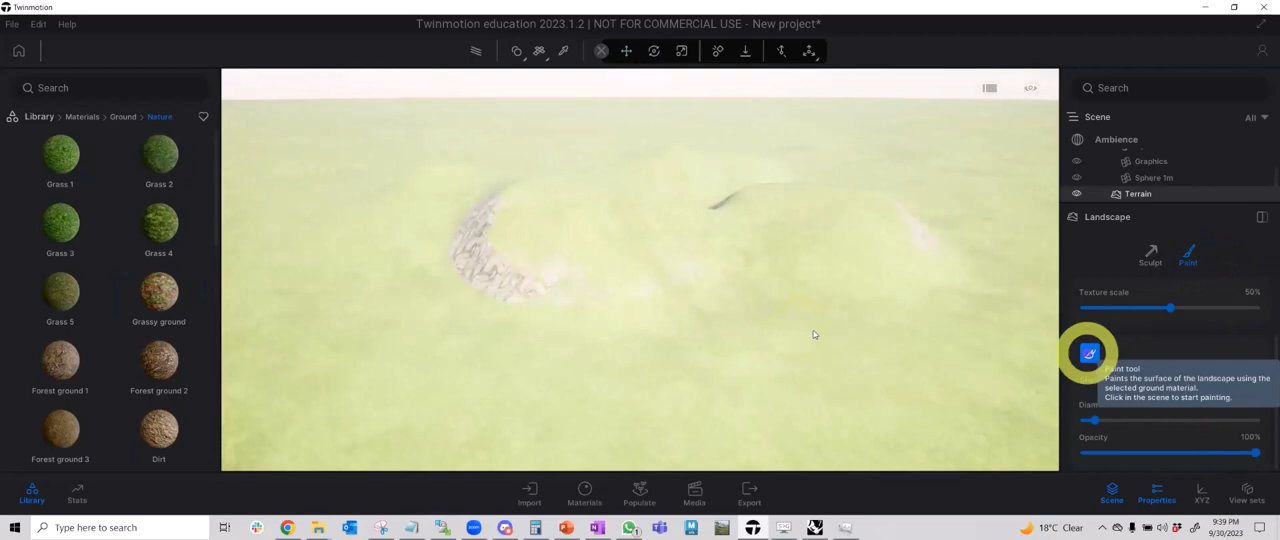 Twinmotion
File Edit Help
Twinmotion education 2023.1.2 | NOT FOR COMMERCIAL USE - New project*
Search
Library > Materials > Ground > Nature
Grass 1
Grass 2
Grass 3
Grass 4
Grass 5
Grassy ground
Forest ground 1
Forest ground 2
Forest ground 3
Dirt
Search
Scene
All
Ambience
Graphics
Sphere 1m
Terrain
Landscape
Sculpt
Paint
Texture scale
50%
Paint tool
Paints the surface of the landscape using the
selected ground material.
Click in the scene to start painting.
Opacity
100%
Library
Stats
Import
Materials
Populate
Media
Export
Scene
Properties
XYZ
View sets
Type here to search
18°C Clear
9:39 PM
9/30/2023